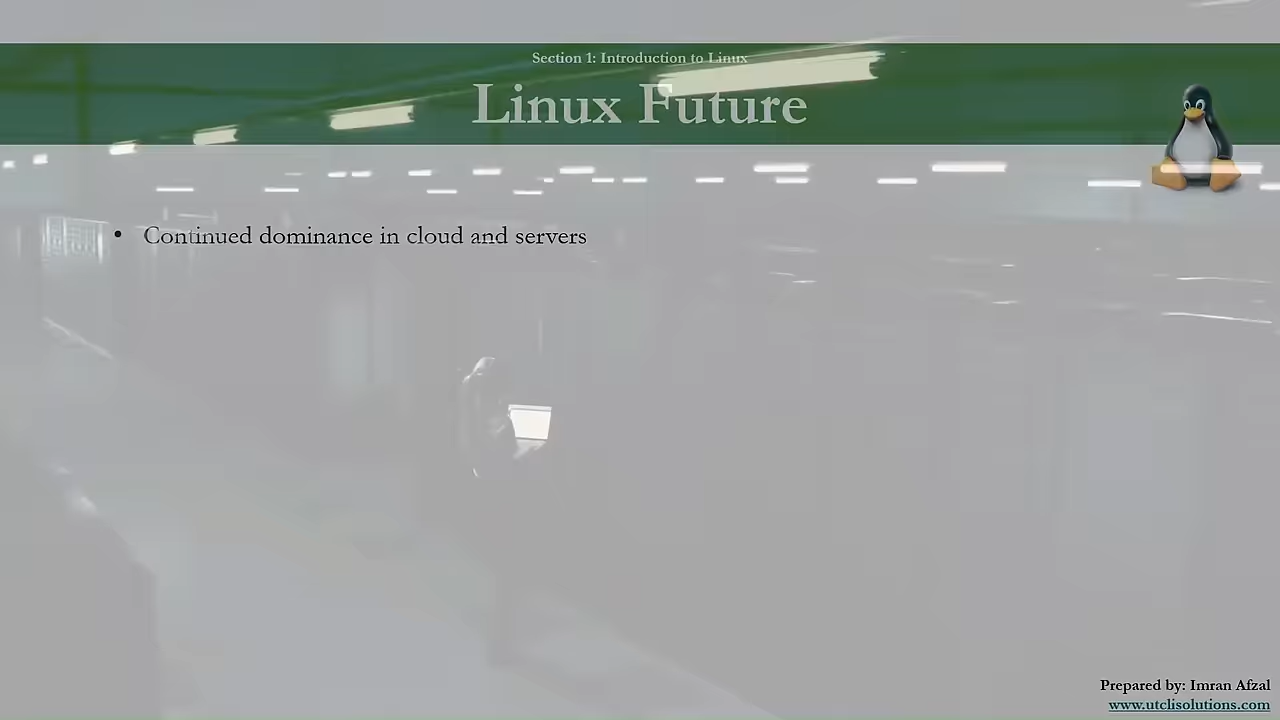 Section 1: Introduction to Linux
Linux Future
• Continued dominance in cloud and servers
Prepared by: Imran Afzal
www.utclisolutions.com